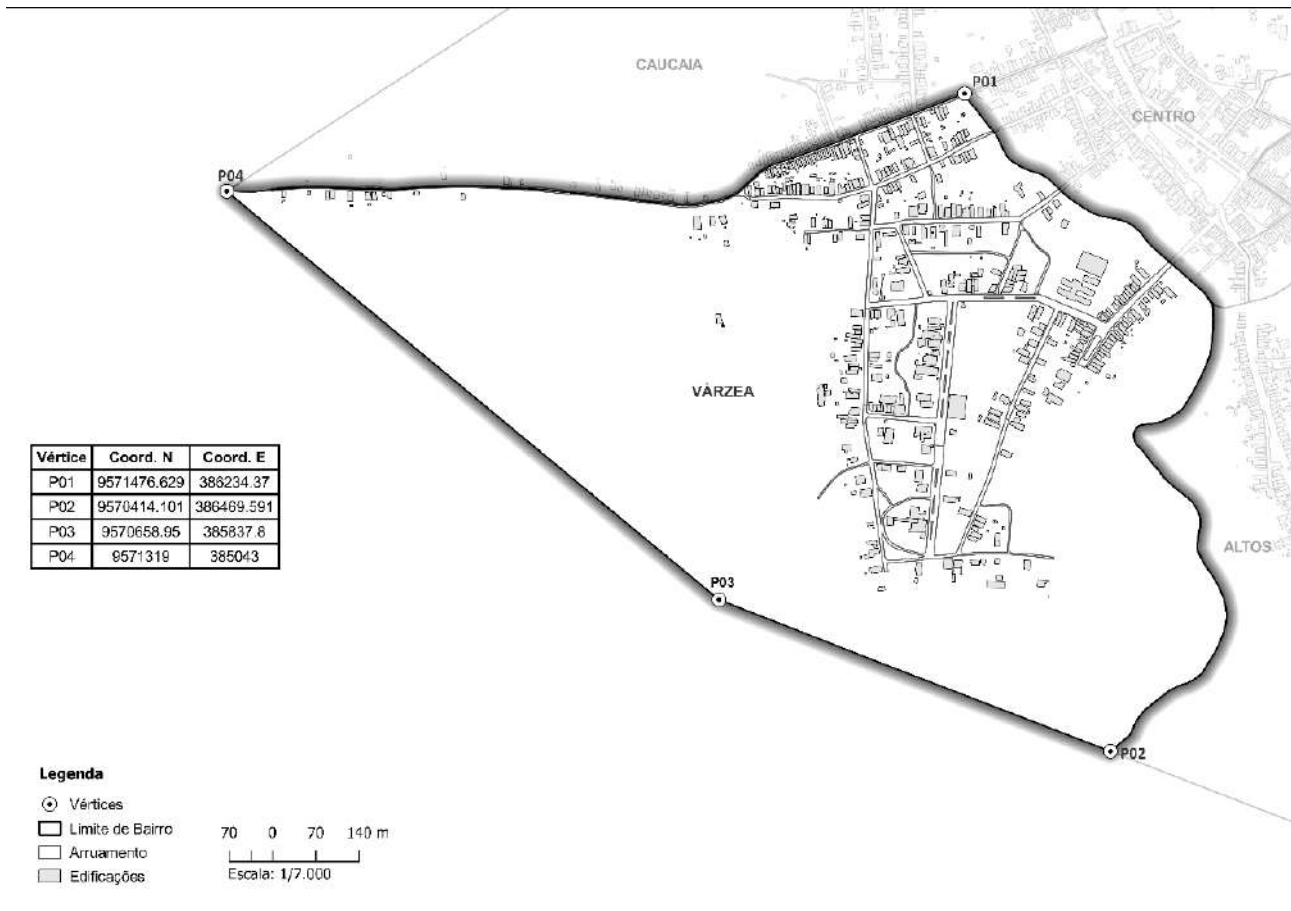 CAUCAIA
P01
CENTRO
P04
VÁRZEA
Vértice Coord. N Coord. E
P01 9571476.629 386234.37
P02 9570414.101 386469.591
P03 9570658.95 385837.8
P04 9571319 385043
ALTOS
P03
P02
Legenda
Vértices
Limite de Bairro
Arruamento
Edificações
70 0 70 140 m
Escala: 1/7.000